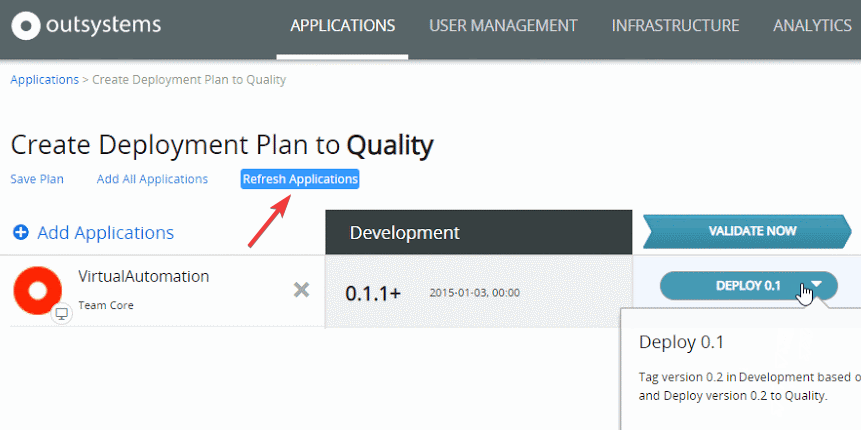 outsystems
APPLICATIONS USER MANAGEMENT INFRASTRUCTURE ANALYTICS
Applications > Create Deployment Plan to Quality
Create Deployment Plan to Quality
Save Plan Add All Applications Refresh Applications
Add Applications Development VALIDATE NOW
VirtualAutomation
Team Core
0.1.1+ 2015-01-03, 00:00 DEPLOY 0.1
Deploy 0.1
Tag version 0.2 in Development based o
and Deploy version 0.2 to Quality.